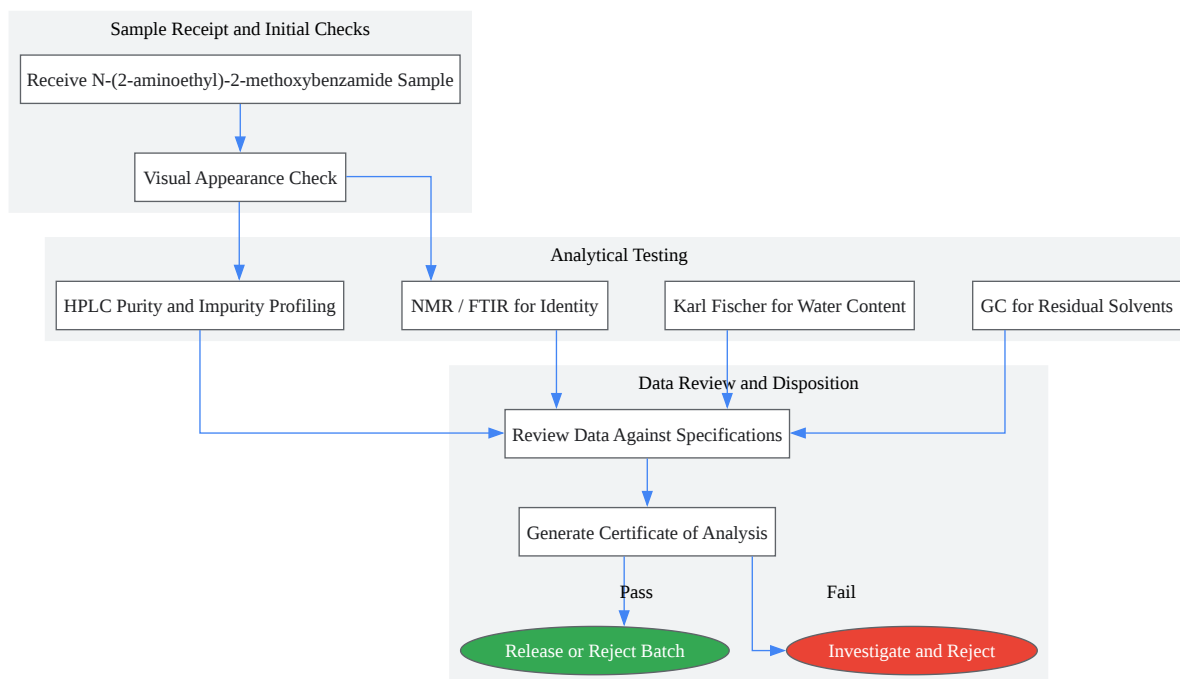 Sample Receipt and Initial Checks
Receive N-(2-aminoethyl)-2-methoxybenzamide Sample
Visual Appearance Check
Analytical Testing
HPLC Purity and Impurity Profiling
NMR / FTIR for Identity
Karl Fischer for Water Content
GC for Residual Solvents
Data Review and Disposition
Review Data Against Specifications
Generate Certificate of Analysis
Pass
Fail
Release or Reject Batch
Investigate and Reject